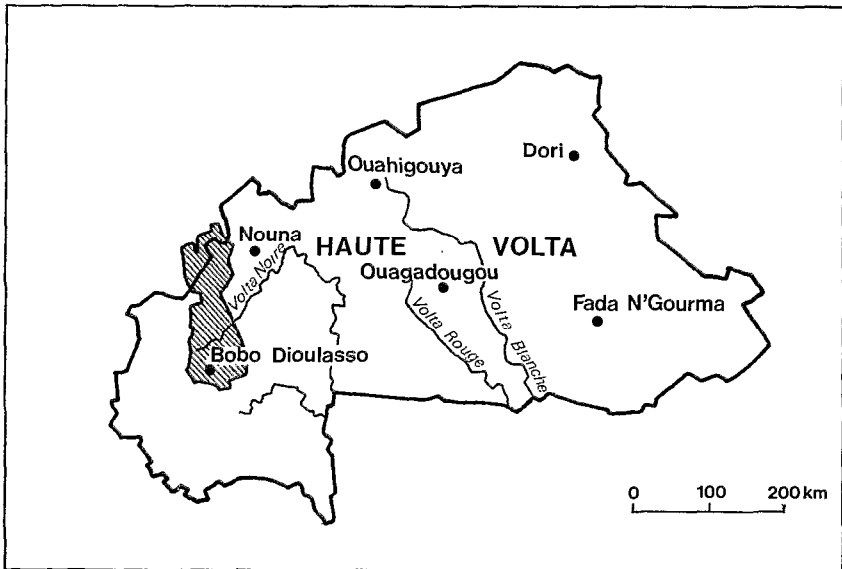 Dori
Ouahigouya
Nouna
HAUTE VOLTA
Volta Noire
Ouagadougou
Fada N'Gourma
Volta Rouge
Volta Blanche
Bobo Dioulasso
0 100 200 km